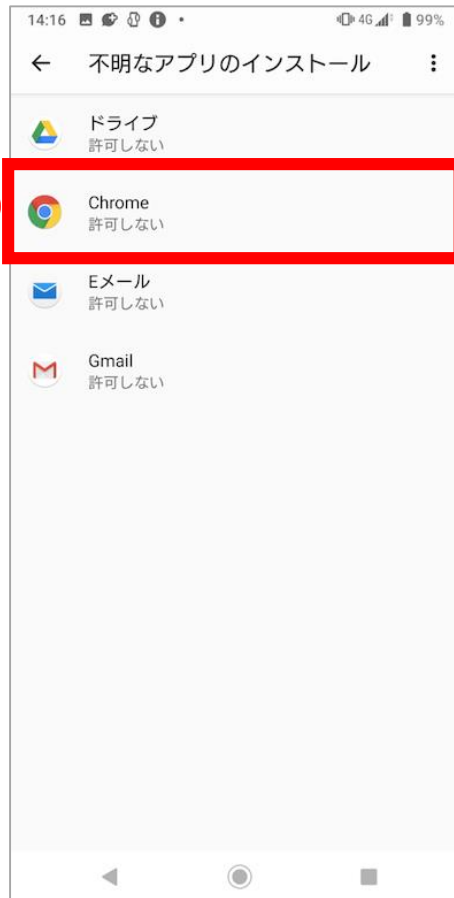 14:16 4G 99%
不明なアプリのインストール
ドライブ
許可しない
Chrome
許可しない
Eメール
許可しない
Gmail
許可しない